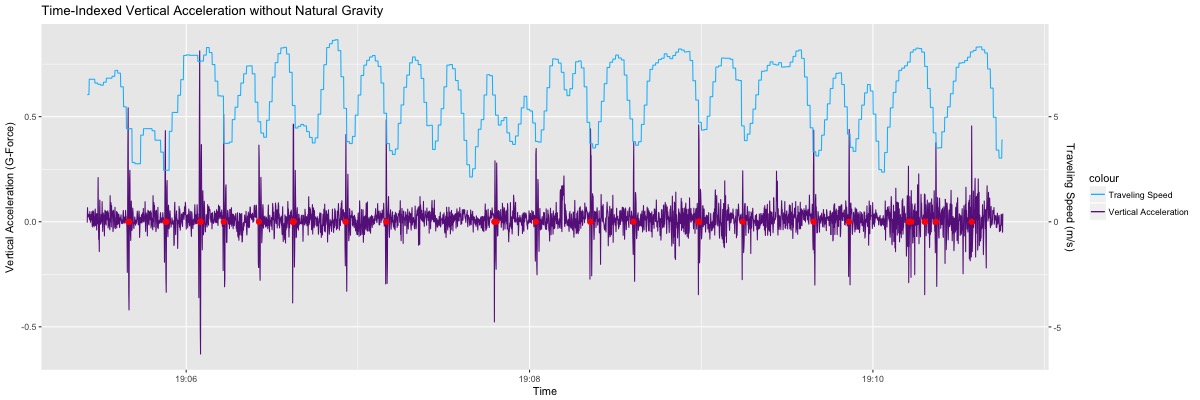 Time-Indexed Vertical Acceleration without Natural Gravity
Vertical Acceleration (G-Force)
0.5
0.0
-0.5
5
0
-5
Traveling Speed (m/s)
19:06
19:08
19:10
Time
colour
Traveling Speed
Vertical Acceleration